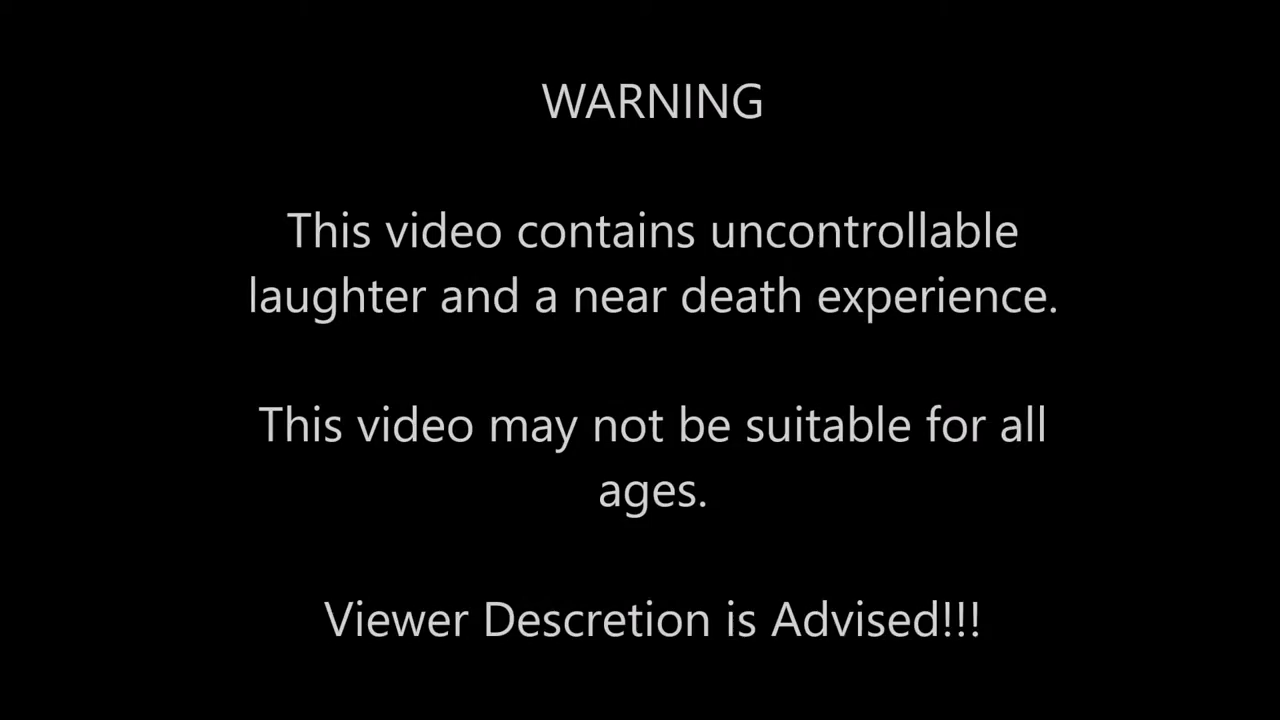 WARNING
This video contains uncontrollable
laughter and a near death experience.
This video may not be suitable for all
ages.
Viewer Descretion is Advised!!!